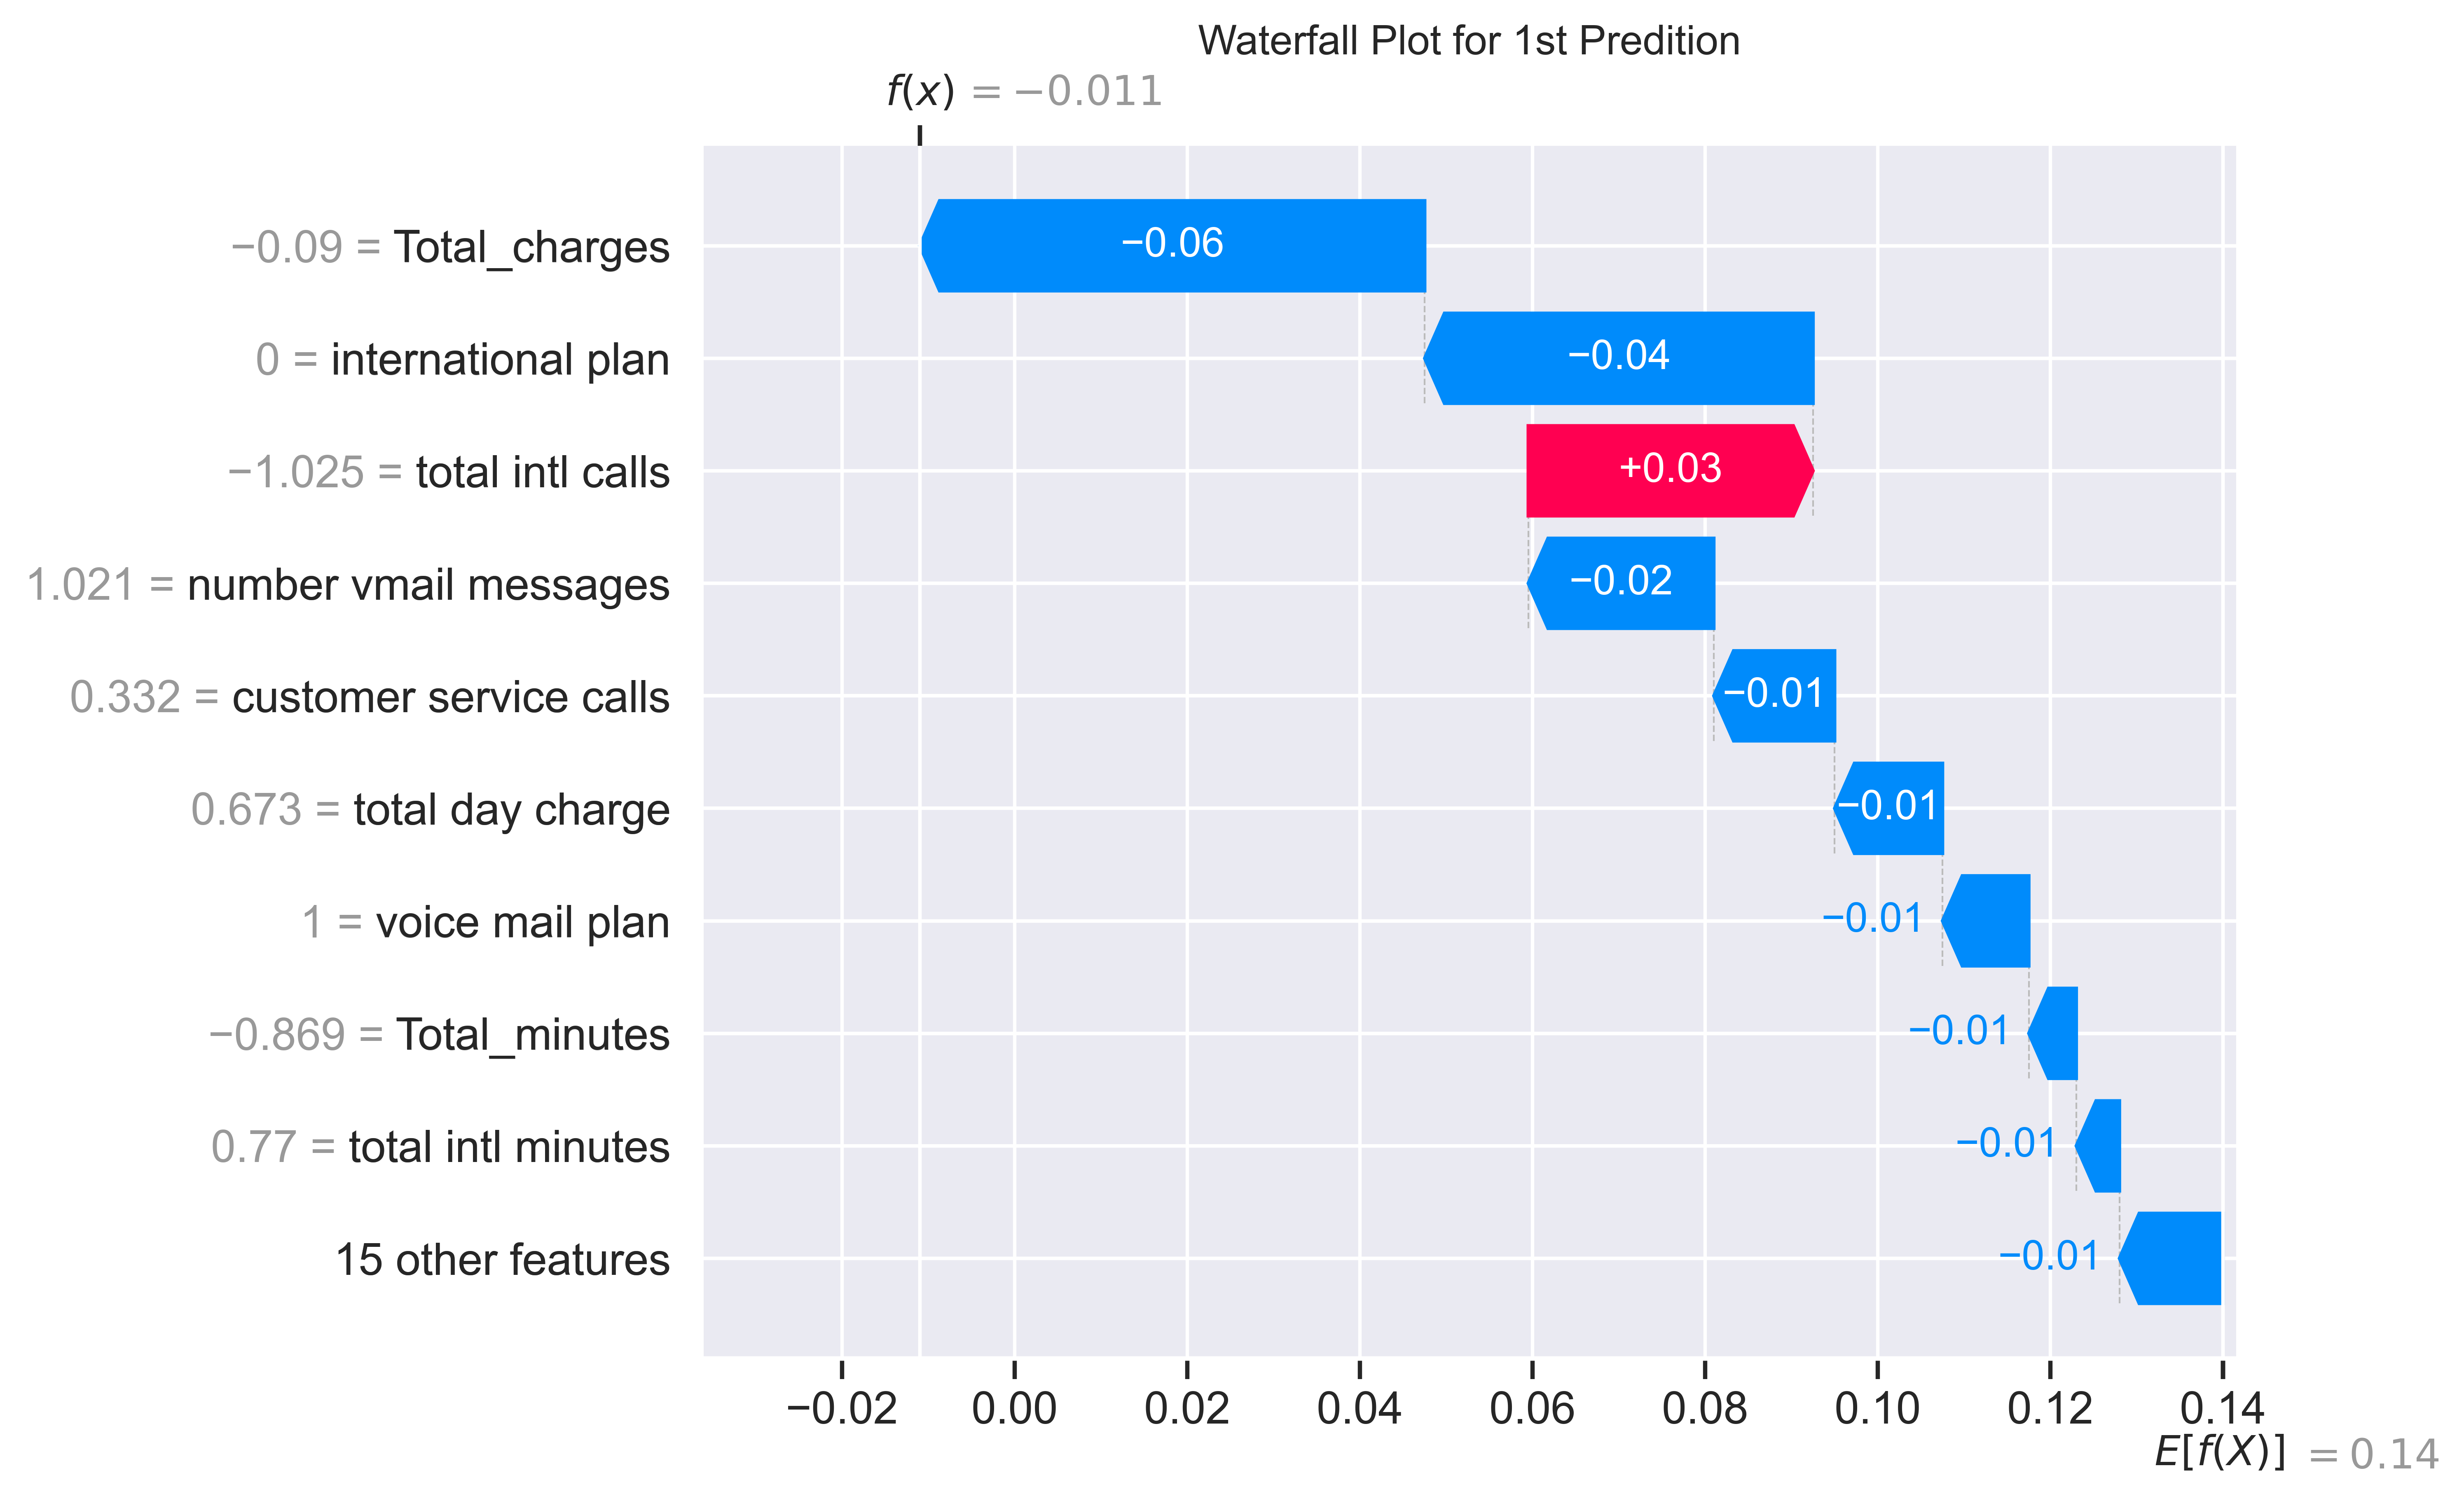 Waterfall Plot for 1st Predition
f(x) = −0.011
−0.09 = Total_charges
−0.06
0 = international plan
−0.04
−1.025 = total intl calls
+0.03
1.021 = number vmail messages
−0.02
0.332 = customer service calls
−0.01
0.673 = total day charge
−0.01
1 = voice mail plan
−0.01
−0.869 = Total_minutes
−0.01
0.77 = total intl minutes
−0.01
15 other features
−0.01
−0.02 0.00 0.02 0.04 0.06 0.08 0.10 0.12 0.14
E[f(X)] = 0.14